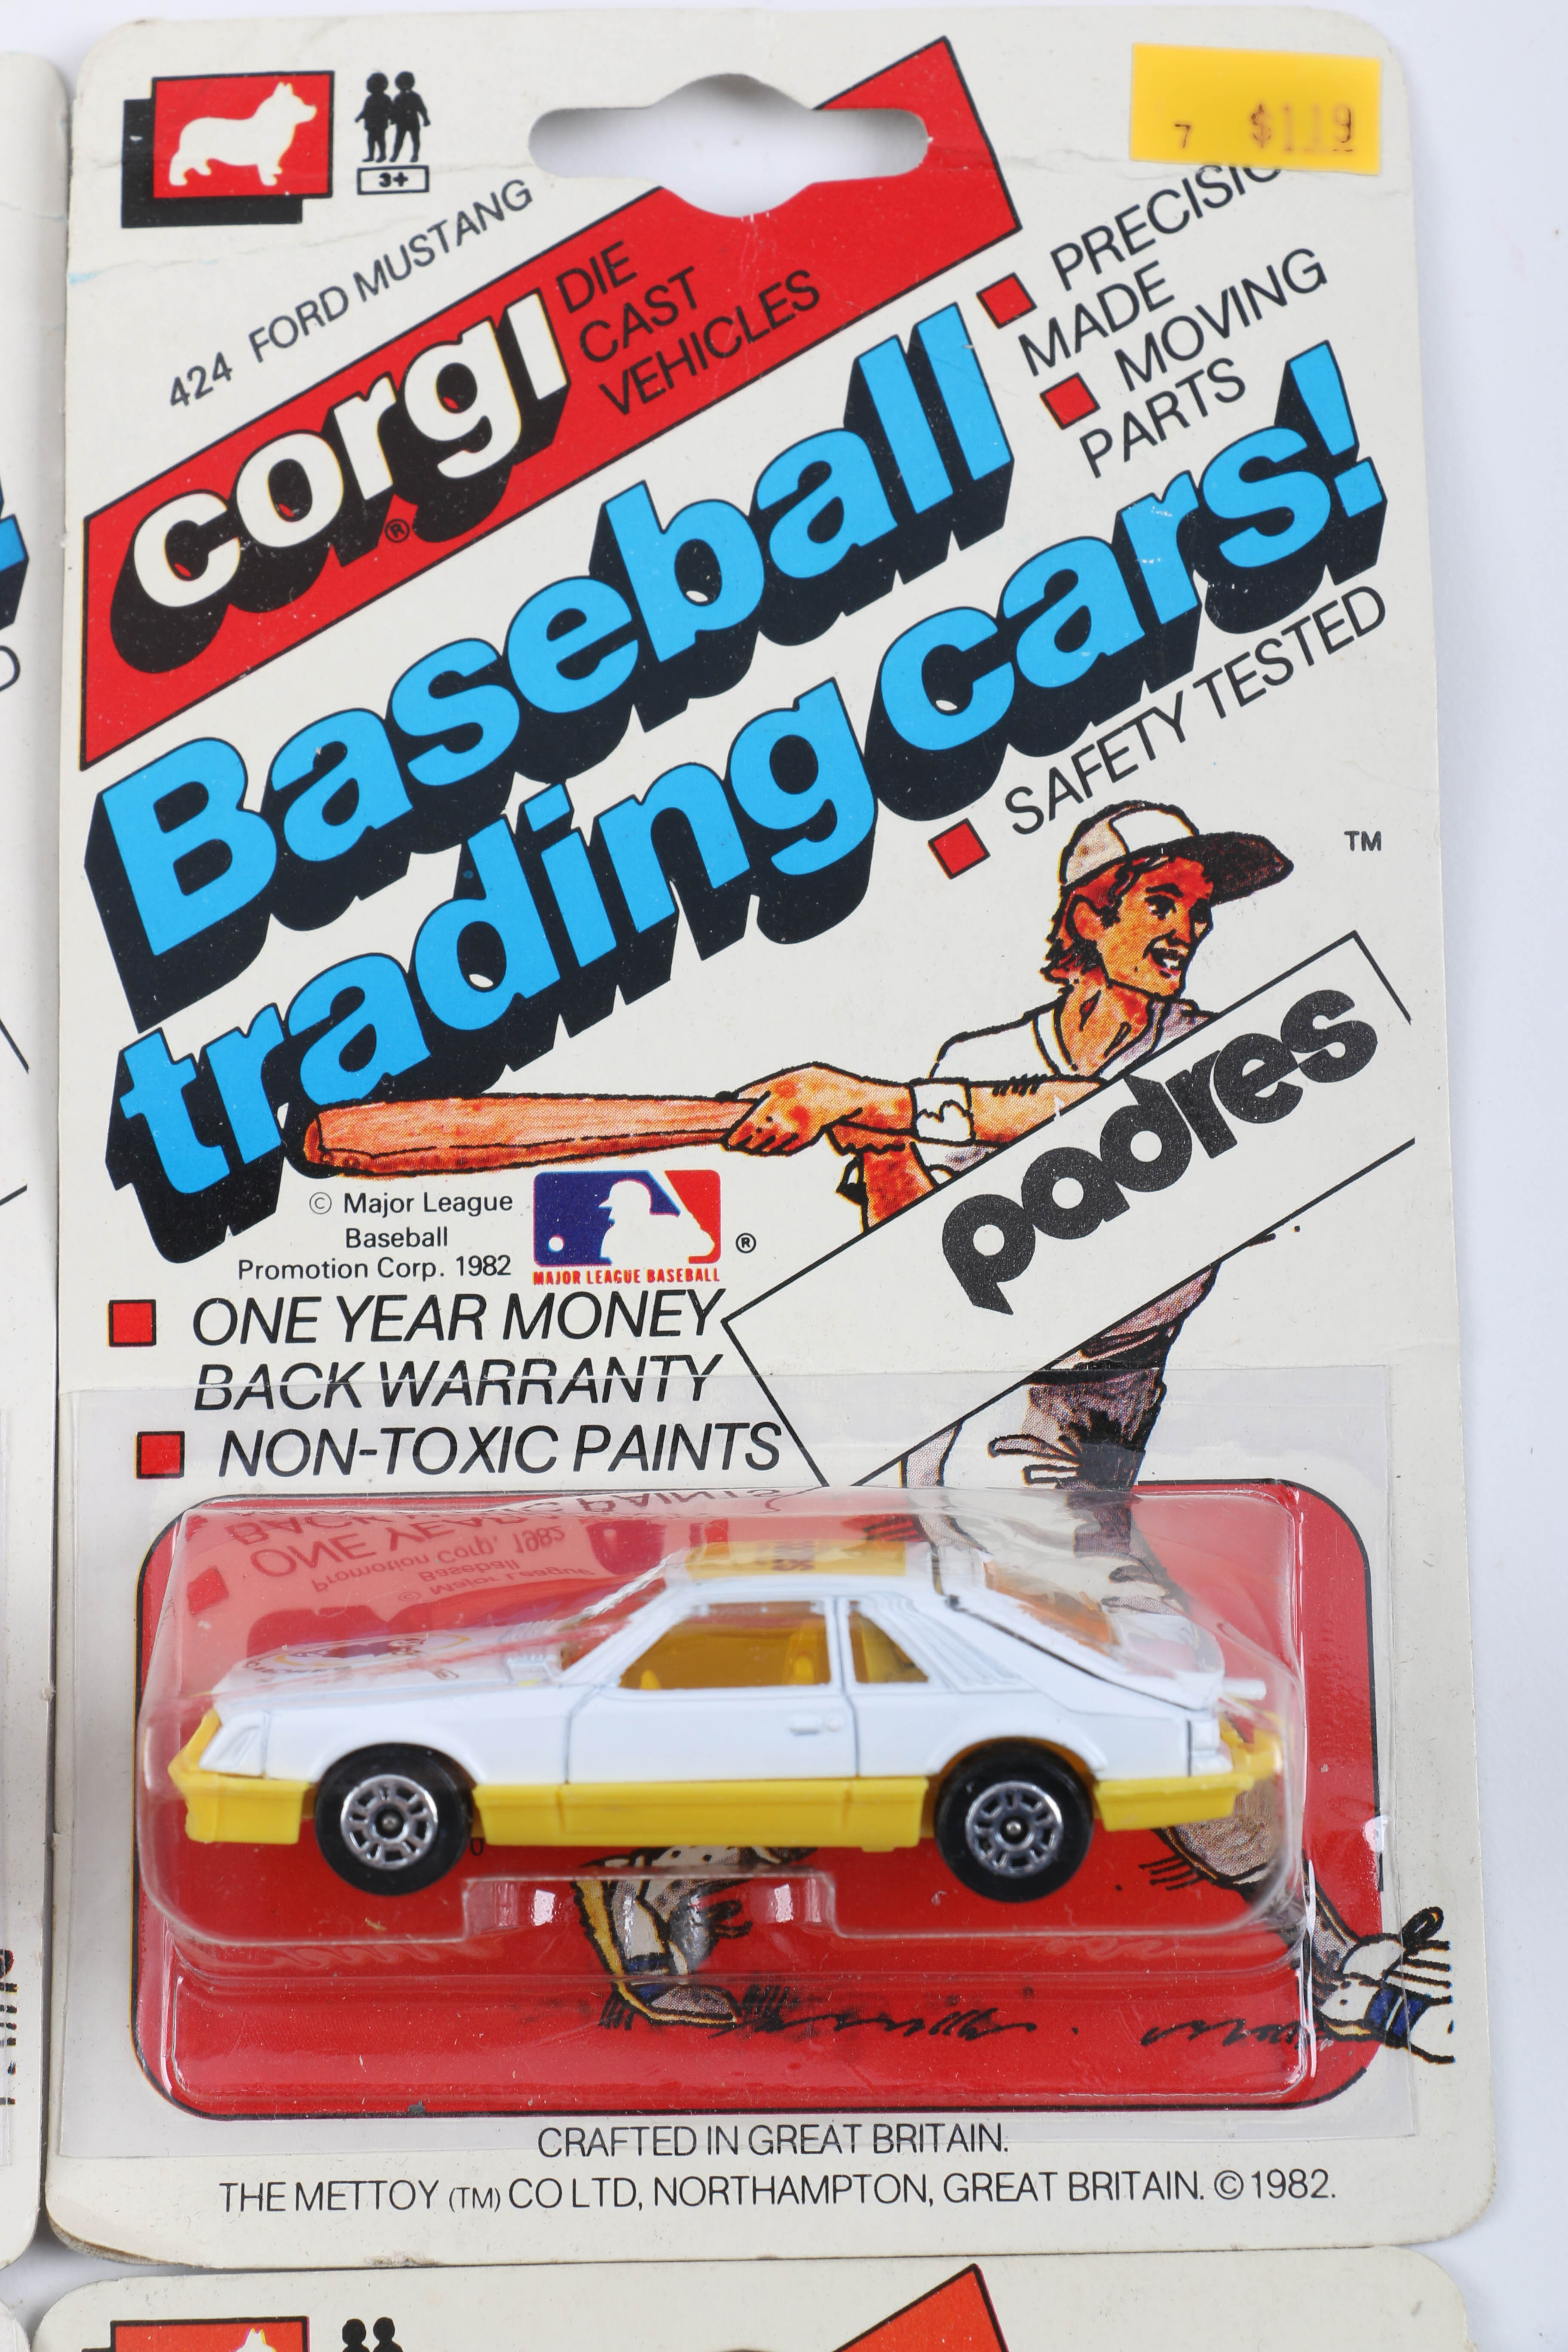 3+
7 $1.19
424 FORD MUSTANG
corgi®
DIE
CAST
VEHICLES
PRECISIO
MADE
MOVING
PARTS
Baseball
trading cars!
SAFETY TESTED
TM
padres
© Major League
Baseball
Promotion Corp. 1982
MAJOR LEAGUE BASEBALL
®
ONE YEAR MONEY
BACK WARRANTY
NON-TOXIC PAINTS
CRAFTED IN GREAT BRITAIN.
THE METTOY (TM) CO LTD, NORTHAMPTON, GREAT BRITAIN. © 1982.